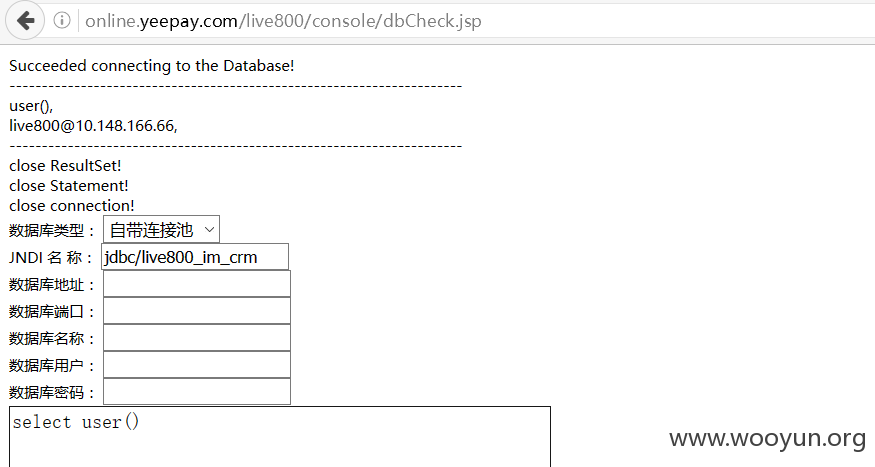 online.yeepay.com/live800/console/dbCheck.jsp
Succeeded connecting to the Database!
----------------------------------------------------------------------
user(),
live800@10.148.166.66,
----------------------------------------------------------------------
close ResultSet!
close Statement!
close connection!
数据库类型： 自带连接池
JNDI 名 称： jdbc/live800_im_crm
数据库地址：
数据库端口：
数据库名称：
数据库用户：
数据库密码：
select user()
www.wooyun.org